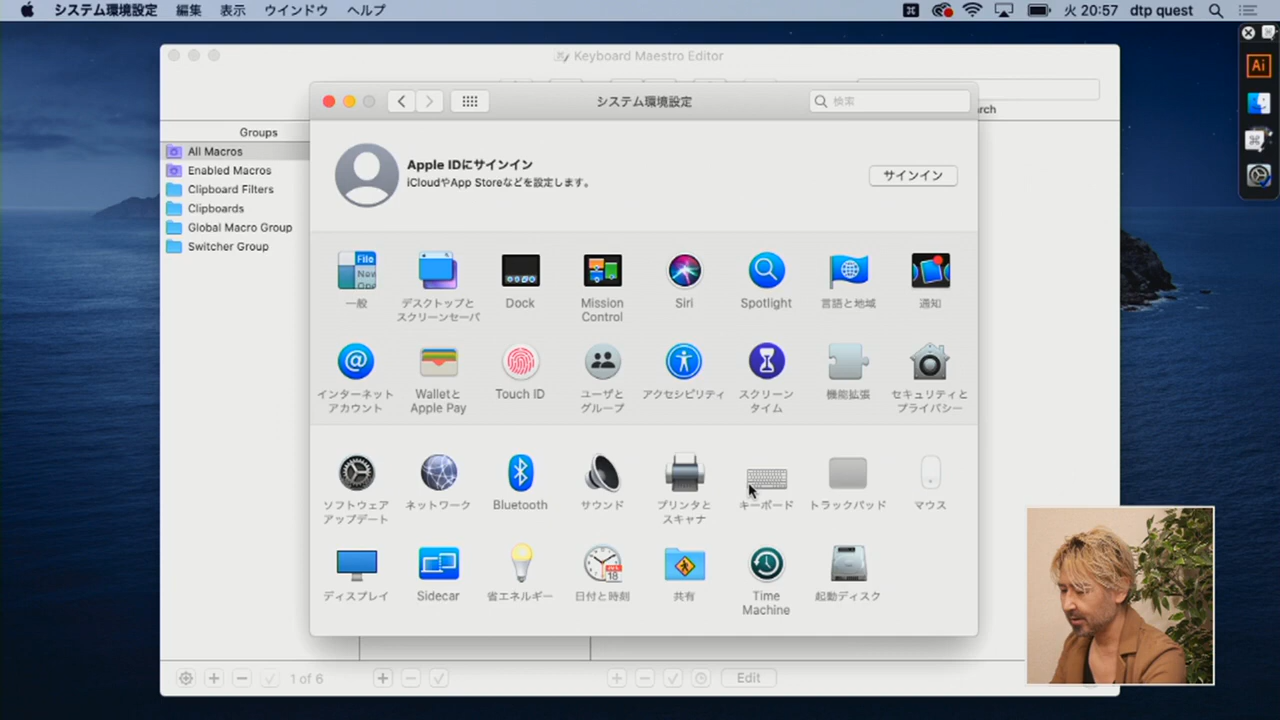 システム環境設定 編集 表示 ウインドウ ヘルプ
火 20:57 dtp quest
Keyboard Maestro Editor
システム環境設定
検索
rch
Groups
All Macros
Enabled Macros
Clipboard Filters
Clipboards
Global Macro Group
Switcher Group
Apple IDにサインイン
iCloudやApp Storeなどを設定します。
サインイン
File
New
Ope
一般
デスクトップと
スクリーンセーバ
Dock
Mission
Control
Siri
Spotlight
言語と地域
通知
インターネット
アカウント
Walletと
Apple Pay
Touch ID
ユーザと
グループ
アクセシビリティ
スクリーン
タイム
機能拡張
セキュリティと
プライバシー
ソフトウェア
アップデート
ネットワーク
Bluetooth
サウンド
プリンタと
スキャナ
キーボード
トラックパッド
マウス
ディスプレイ
Sidecar
省エネルギー
18
日付と時刻
共有
Time
Machine
起動ディスク
1 of 6
Edit
Ai